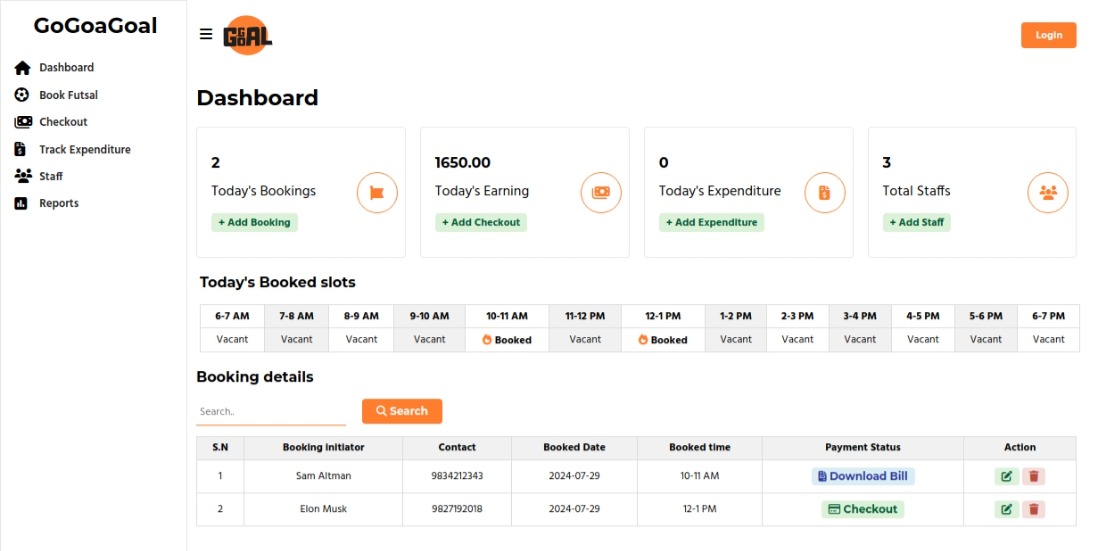 GoGoaGoal
GOAL
GO
Login
Dashboard
Book Futsal
Checkout
Track Expenditure
Staff
Reports
Dashboard
2
Today's Bookings
+ Add Booking
1650.00
Today's Earning
+ Add Checkout
0
Today's Expenditure
+ Add Expenditure
3
Total Staffs
+ Add Staff
Today's Booked slots
6-7 AM 7-8 AM 8-9 AM 9-10 AM 10-11 AM 11-12 PM 12-1 PM 1-2 PM 2-3 PM 3-4 PM 4-5 PM 5-6 PM 6-7 PM
Vacant Vacant Vacant Vacant Booked Vacant Booked Vacant Vacant Vacant Vacant Vacant Vacant
Booking details
Search..
Search
S.N Booking initiator Contact Booked Date Booked time Payment Status Action
1 Sam Altman 9834212343 2024-07-29 10-11 AM Download Bill
2 Elon Musk 9827192018 2024-07-29 12-1 PM Checkout